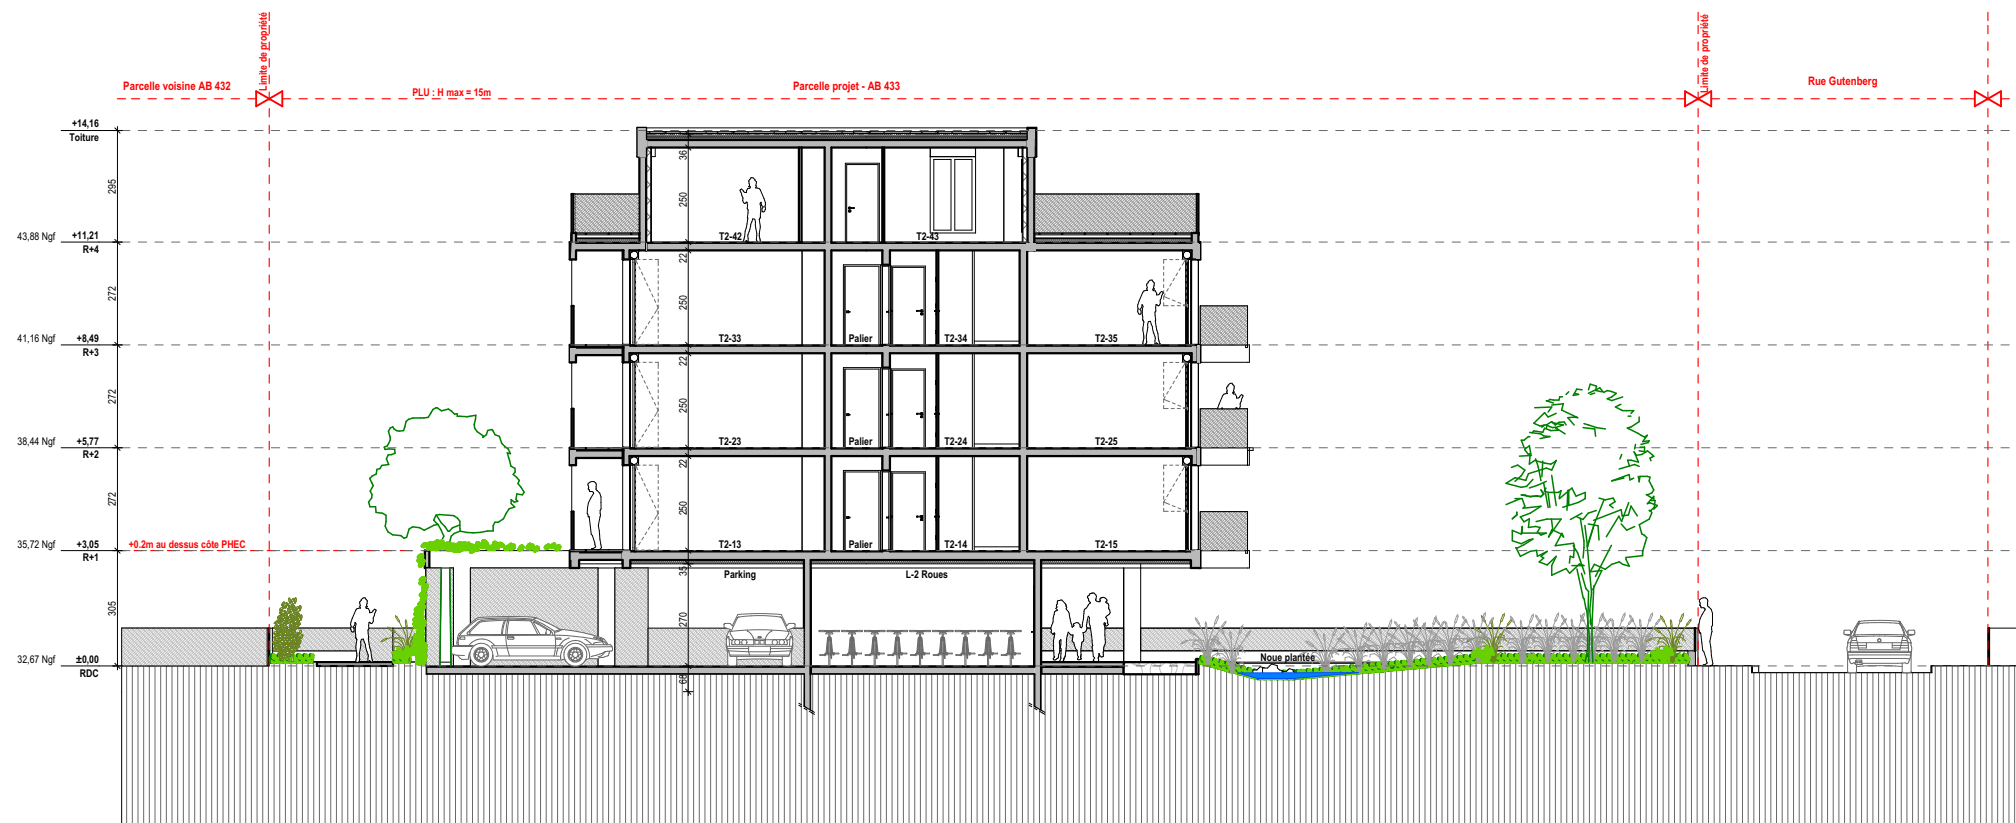 Limite de propriété
Limite de propriété
Parcelle voisine AB 432
PLU : H max = 15m
Parcelle projet - AB 433
Rue Gutenberg
+14,16
Toiture
36
295
250
43,88 Ngf
+11,21
R+4
T2-42
T2-43
22
272
250
41,16 Ngf
+8,49
R+3
T2-33
Palier
T2-34
T2-35
22
272
250
38,44 Ngf
+5,77
R+2
T2-23
Palier
T2-24
T2-25
22
272
250
35,72 Ngf
+3,05
R+1
+0.2m au dessus côte PHEC
T2-13
Palier
T2-14
T2-15
35
Parking
L-2 Roues
305
270
32,67 Ngf
±0,00
RDC
Noue plantée
68